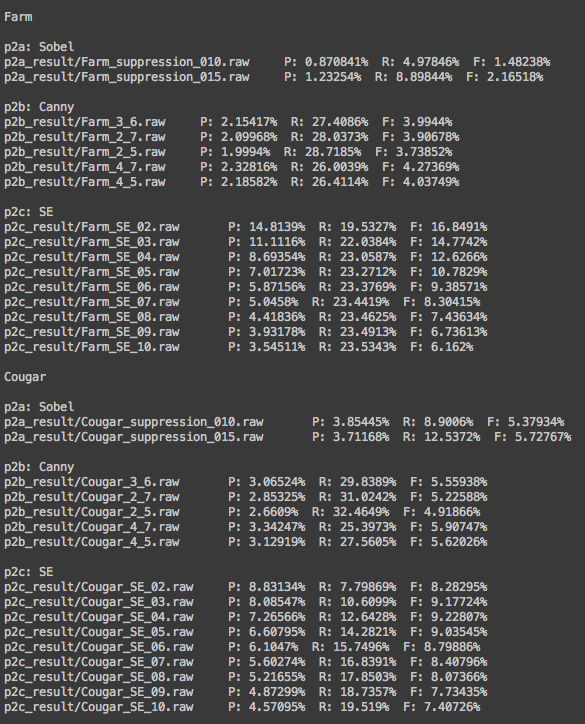 Farm
p2a: Sobel
p2a_result/Farm_suppression_010.raw P: 0.870841% R: 4.97846% F: 1.48238%
p2a_result/Farm_suppression_015.raw P: 1.23254% R: 8.89844% F: 2.16518%
p2b: Canny
p2b_result/Farm_3_6.raw P: 2.15417% R: 27.4086% F: 3.9944%
p2b_result/Farm_2_7.raw P: 2.09968% R: 28.0373% F: 3.90678%
p2b_result/Farm_2_5.raw P: 1.9994% R: 28.7185% F: 3.73852%
p2b_result/Farm_4_7.raw P: 2.32816% R: 26.0039% F: 4.27369%
p2b_result/Farm_4_5.raw P: 2.18582% R: 26.4114% F: 4.03749%
p2c: SE
p2c_result/Farm_SE_02.raw P: 14.8139% R: 19.5327% F: 16.8491%
p2c_result/Farm_SE_03.raw P: 11.1116% R: 22.0384% F: 14.7742%
p2c_result/Farm_SE_04.raw P: 8.69354% R: 23.0587% F: 12.6266%
p2c_result/Farm_SE_05.raw P: 7.01723% R: 23.2712% F: 10.7829%
p2c_result/Farm_SE_06.raw P: 5.87156% R: 23.3769% F: 9.38571%
p2c_result/Farm_SE_07.raw P: 5.0458% R: 23.4419% F: 8.30415%
p2c_result/Farm_SE_08.raw P: 4.41836% R: 23.4625% F: 7.43634%
p2c_result/Farm_SE_09.raw P: 3.93178% R: 23.4913% F: 6.73613%
p2c_result/Farm_SE_10.raw P: 3.54511% R: 23.5343% F: 6.162%
Cougar
p2a: Sobel
p2a_result/Cougar_suppression_010.raw P: 3.85445% R: 8.9006% F: 5.37934%
p2a_result/Cougar_suppression_015.raw P: 3.71168% R: 12.5372% F: 5.72767%
p2b: Canny
p2b_result/Cougar_3_6.raw P: 3.06524% R: 29.8389% F: 5.55938%
p2b_result/Cougar_2_7.raw P: 2.85325% R: 31.0242% F: 5.22588%
p2b_result/Cougar_2_5.raw P: 2.6609% R: 32.4649% F: 4.91866%
p2b_result/Cougar_4_7.raw P: 3.34247% R: 25.3973% F: 5.90747%
p2b_result/Cougar_4_5.raw P: 3.12919% R: 27.5605% F: 5.62026%
p2c: SE
p2c_result/Cougar_SE_02.raw P: 8.83134% R: 7.79869% F: 8.28295%
p2c_result/Cougar_SE_03.raw P: 8.08547% R: 10.6099% F: 9.17724%
p2c_result/Cougar_SE_04.raw P: 7.26566% R: 12.6428% F: 9.22807%
p2c_result/Cougar_SE_05.raw P: 6.60795% R: 14.2821% F: 9.03545%
p2c_result/Cougar_SE_06.raw P: 6.1047% R: 15.7496% F: 8.79886%
p2c_result/Cougar_SE_07.raw P: 5.60274% R: 16.8391% F: 8.40796%
p2c_result/Cougar_SE_08.raw P: 5.21655% R: 17.8503% F: 8.07366%
p2c_result/Cougar_SE_09.raw P: 4.87299% R: 18.7357% F: 7.73435%
p2c_result/Cougar_SE_10.raw P: 4.57095% R: 19.519% F: 7.40726%